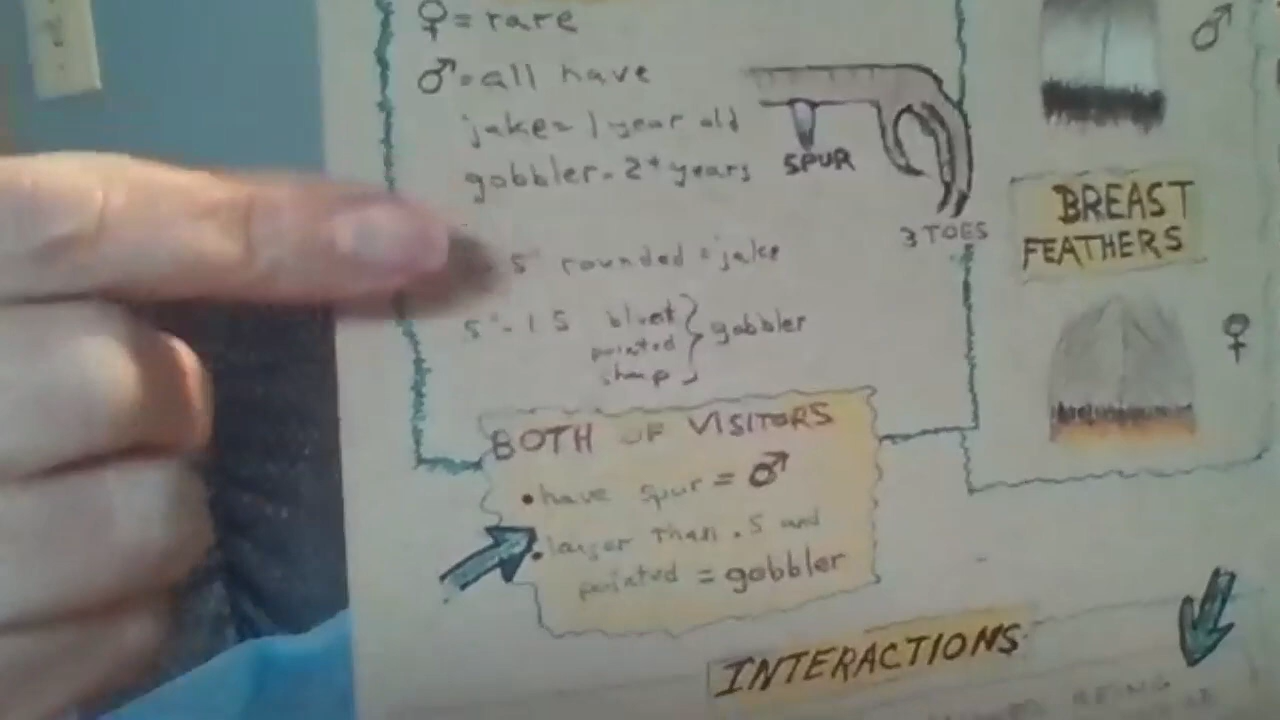 ♀ = rare
♂ = all have
jake = 1 year old
gobbler - 2+ years
SPUR
3 TOES
5" rounded = jake
5" - 1.5 blunt
pointed
sharp
} gobbler
BOTH OF VISITORS
• have spur = ♂
• larger than .5 and
pointed = gobbler
INTERACTIONS
BEING
♂
BREAST
FEATHERS
♀